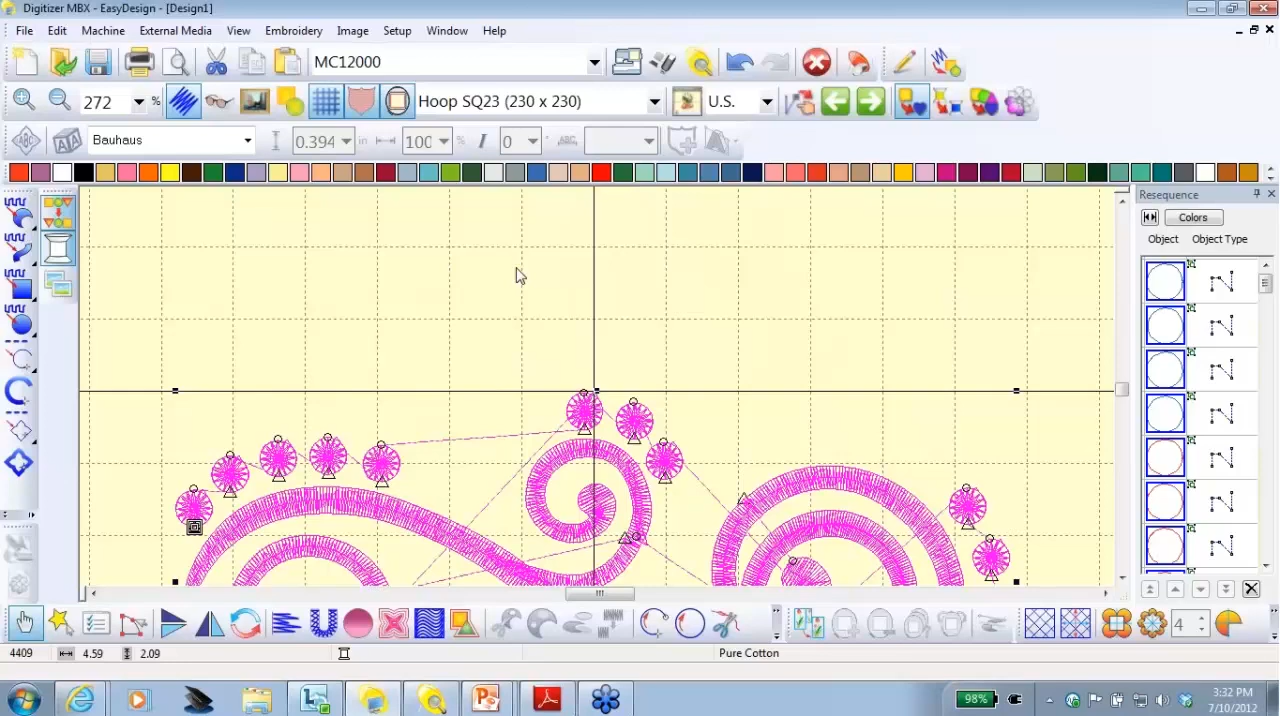 Digitizer MBX - EasyDesign - [Design1]
File Edit Machine External Media View Embroidery Image Setup Window Help
MC12000
272 % Hoop SQ23 (230 x 230) U.S.
ABC Bauhaus 0.394 in 100 % I 0 ABC
Resequence
Colors
Object Object Type
4
4409 4.59 2.09 Pure Cotton
98% 3:32 PM
7/10/2012